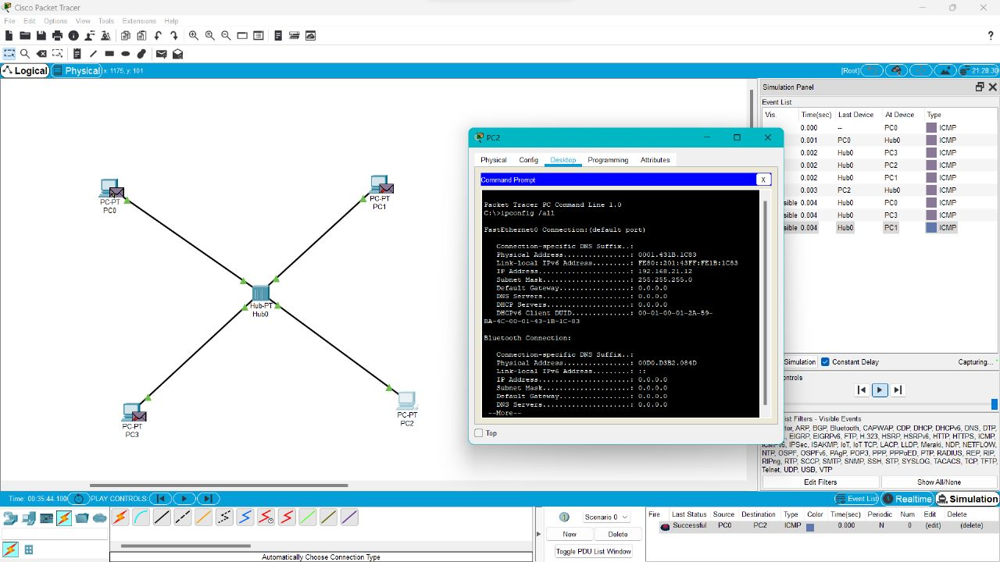 Cisco Packet Tracer
File Edit Options View Tools Extensions Help
?
Logical Physical x: 1175, y: 101 [Root] 21:28:30
PC-PT
PC0
PC-PT
PC1
Hub-PT
Hub0
PC-PT
PC3
PC-PT
PC2
PC2
Physical Config Desktop Programming Attributes
Command Prompt X
Packet Tracer PC Command Line 1.0
C:\>ipconfig /all
FastEthernet0 Connection:(default port)
Connection-specific DNS Suffix..:
Physical Address................: 0001.431B.1C83
Link-local IPv6 Address.........: FE80::201:43FF:FE1B:1C83
IP Address......................: 192.168.21.12
Subnet Mask.....................: 255.255.255.0
Default Gateway.................: 0.0.0.0
DNS Servers.....................: 0.0.0.0
DHCP Servers....................: 0.0.0.0
DHCPv6 Client DUID..............: 00-01-00-01-2A-59-
BA-4C-00-01-43-1B-1C-83
Bluetooth Connection:
Connection-specific DNS Suffix..:
Physical Address................: 00D0.D3B2.084D
Link-local IPv6 Address.........: ::
IP Address......................: 0.0.0.0
Subnet Mask.....................: 0.0.0.0
Default Gateway.................: 0.0.0.0
DNS Servers.....................: 0.0.0.0
--More--
Top
Simulation Panel
Event List
Vis. Time(sec) Last Device At Device Type
0.000 -- PC0 ICMP
0.001 PC0 Hub0 ICMP
0.002 Hub0 PC3 ICMP
0.002 Hub0 PC2 ICMP
0.002 Hub0 PC1 ICMP
0.003 PC2 Hub0 ICMP
sible 0.004 Hub0 PC0 ICMP
sible 0.004 Hub0 PC3 ICMP
sible 0.004 Hub0 PC1 ICMP
Simulation Constant Delay Capturing...
ontrols
ist Filters - Visible Events
ter, ARP, BGP, Bluetooth, CAPWAP, CDP, DHCP, DHCPv6, DNS, DTP,
EIGRP, EIGRPv6, FTP, H.323, HSRP, HSRPv6, HTTP, HTTPS, ICMP,
ICMPv6, IPSec, ISAKMP, IoT, IoT TCP, LACP, LLDP, Meraki, NDP, NETFLOW,
NTP, OSPF, OSPFv6, PAgP, POP3, PPP, PPPoED, PTP, RADIUS, REP, RIP,
RIPng, RTP, SCCP, SMTP, SNMP, SSH, STP, SYSLOG, TACACS, TCP, TFTP,
Telnet, UDP, USB, VTP
Edit Filters Show All/None
Time: 00:35:44.100 PLAY CONTROLS: Event List Realtime Simulation
Automatically Choose Connection Type
Scenario 0
New Delete
Toggle PDU List Window
Fire Last Status Source Destination Type Color Time(sec) Periodic Num Edit Delete
Successful PC0 PC2 ICMP 0.000 N 0 (edit) (delete)